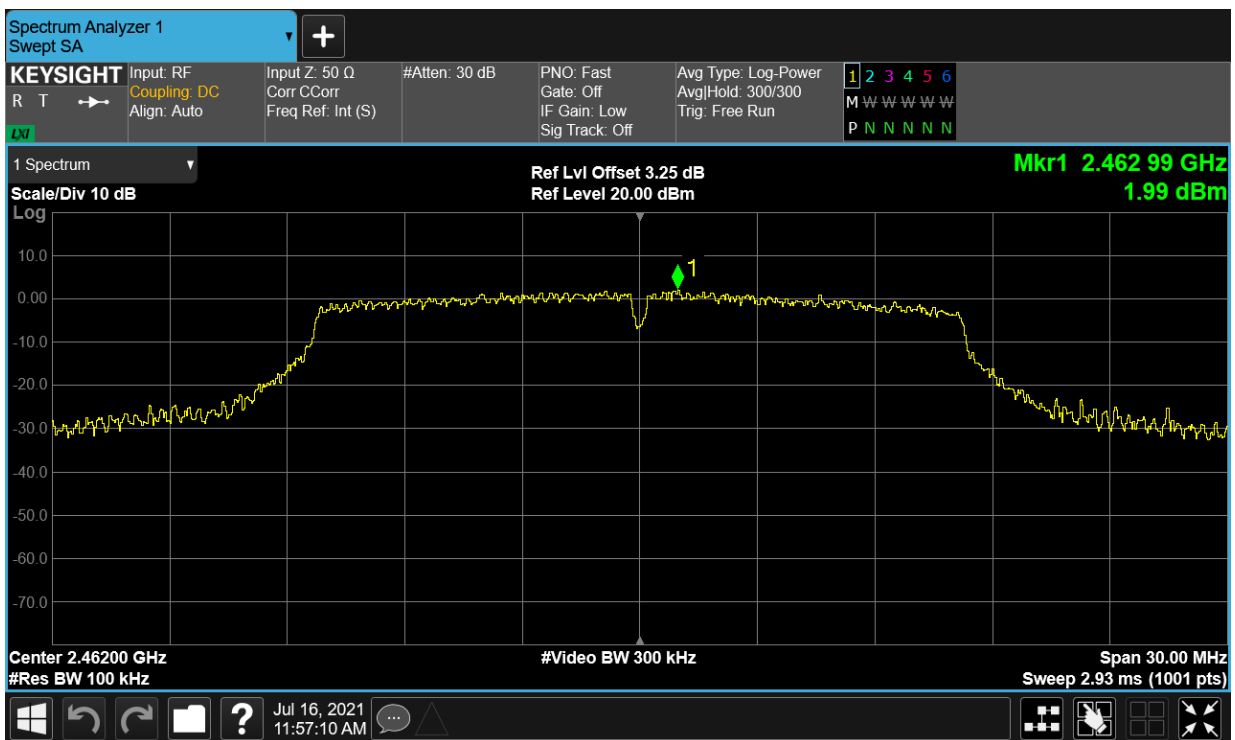 Spectrum Analyzer 1
Swept SA
KEYSIGHT
R T
LXI
Input: RF
Coupling: DC
Align: Auto
Input Z: 50 Ω
Corr CCorr
Freq Ref: Int (S)
#Atten: 30 dB
PNO: Fast
Gate: Off
IF Gain: Low
Sig Track: Off
Avg Type: Log-Power
Avg|Hold: 300/300
Trig: Free Run
1 2 3 4 5 6
M W W W W W
P N N N N N
1 Spectrum
Scale/Div 10 dB
Ref Lvl Offset 3.25 dB
Ref Level 20.00 dBm
Mkr1 2.462 99 GHz
1.99 dBm
Log
10.0
1
0.00
-10.0
-20.0
-30.0
-40.0
-50.0
-60.0
-70.0
Center 2.46200 GHz
#Res BW 100 kHz
#Video BW 300 kHz
Span 30.00 MHz
Sweep 2.93 ms (1001 pts)
?
Jul 16, 2021
11:57:10 AM